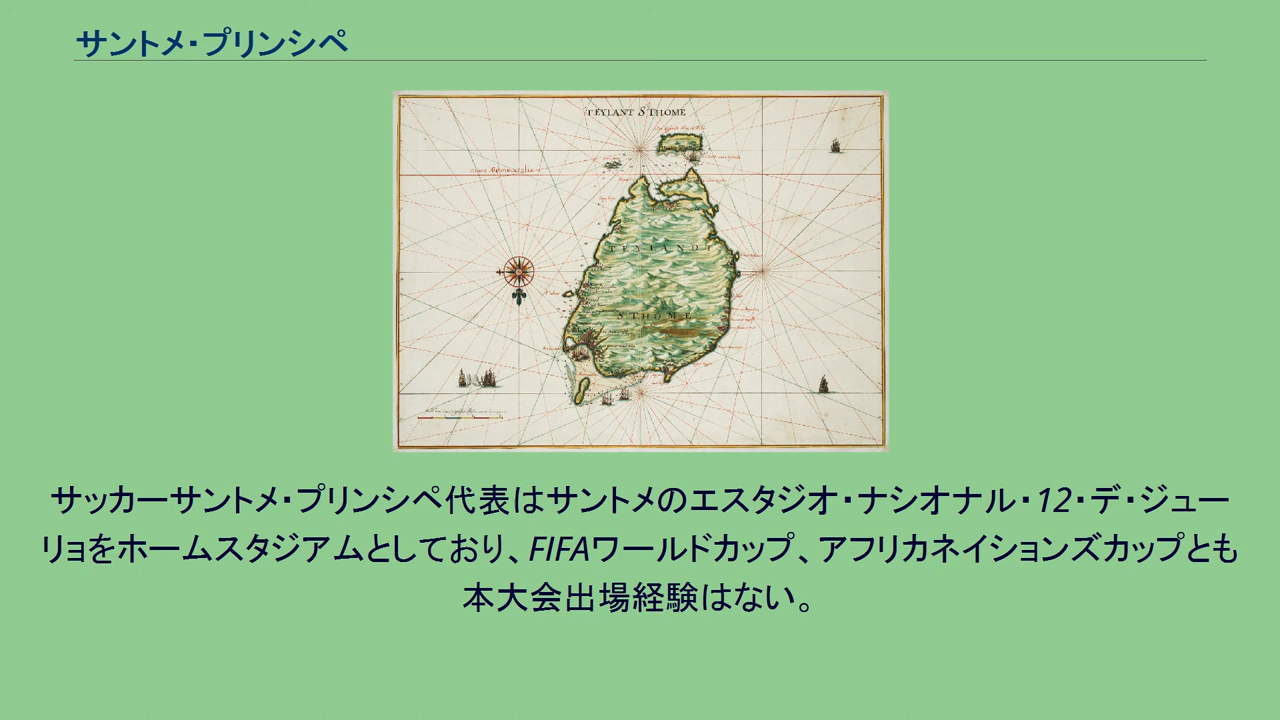 サントメ・プリンシペ
TEYLANT S.THOME
TEYLANDT
S THOME
サッカーサントメ・プリンシペ代表はサントメのエスタジオ・ナシオナル・12・デ・ジュー
リョをホームスタジアムとしており、FIFAワールドカップ、アフリカネイションズカップとも
本大会出場経験はない。